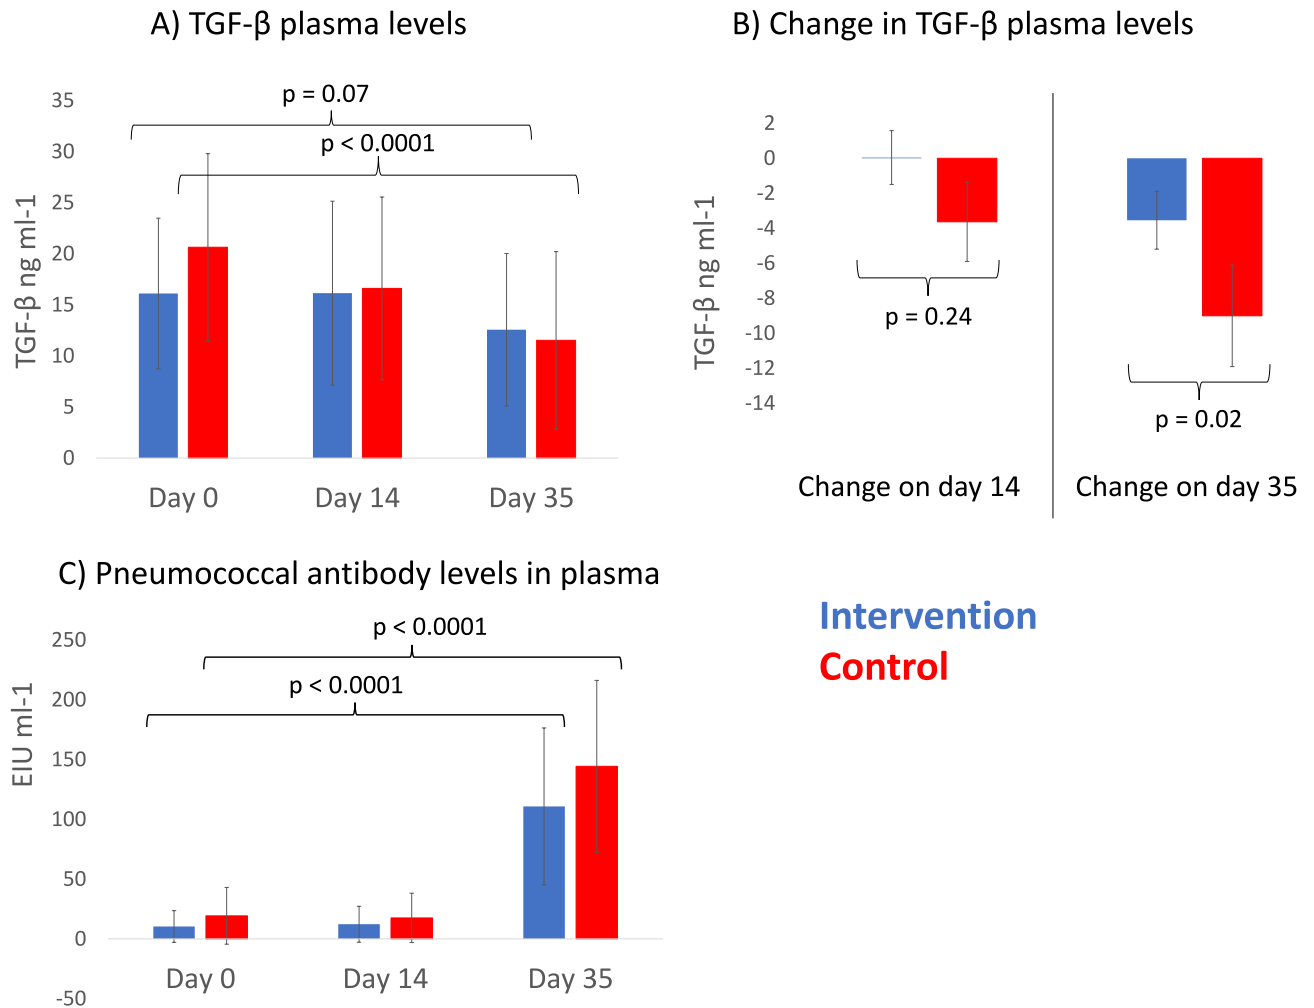 A) TGF-β plasma levels
TGF-β ng ml-1
35
30
25
20
15
10
5
0
p = 0.07
p < 0.0001
Day 0
Day 14
Day 35
B) Change in TGF-β plasma levels
TGF-β ng ml-1
2
0
-2
-4
-6
-8
-10
-12
-14
p = 0.24
p = 0.02
Change on day 14
Change on day 35
C) Pneumococcal antibody levels in plasma
EIU ml-1
250
200
150
100
50
0
-50
p < 0.0001
p < 0.0001
Day 0
Day 14
Day 35
Intervention
Control